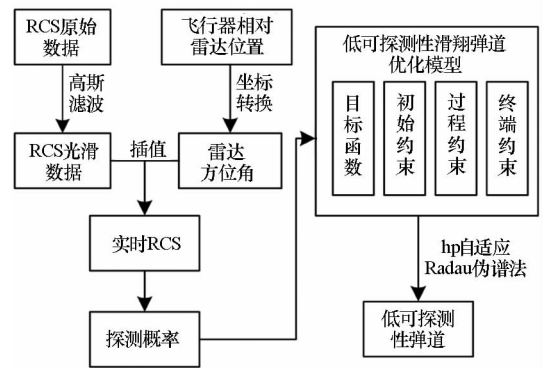 RCS原始
数据
飞行器相对
雷达位置
高斯
滤波
坐标
转换
RCS光滑
数据
插值
雷达
方位角
实时RCS
探测概率
低可探测性滑翔弹道
优化模型
目标函数
初始约束
过程约束
终端约束
hp自适应
Radau伪谱法
低可探测
性弹道